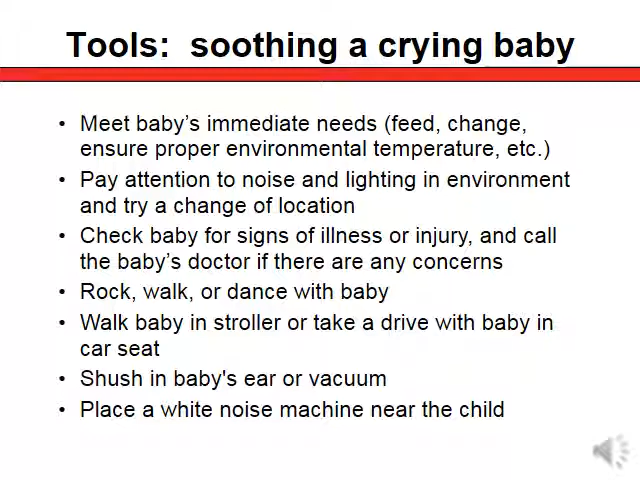 Tools:  soothing a crying baby
• Meet baby’s immediate needs (feed, change,
ensure proper environmental temperature, etc.)
• Pay attention to noise and lighting in environment
and try a change of location
• Check baby for signs of illness or injury, and call
the baby’s doctor if there are any concerns
• Rock, walk, or dance with baby
• Walk baby in stroller or take a drive with baby in
car seat
• Shush in baby's ear or vacuum
• Place a white noise machine near the child